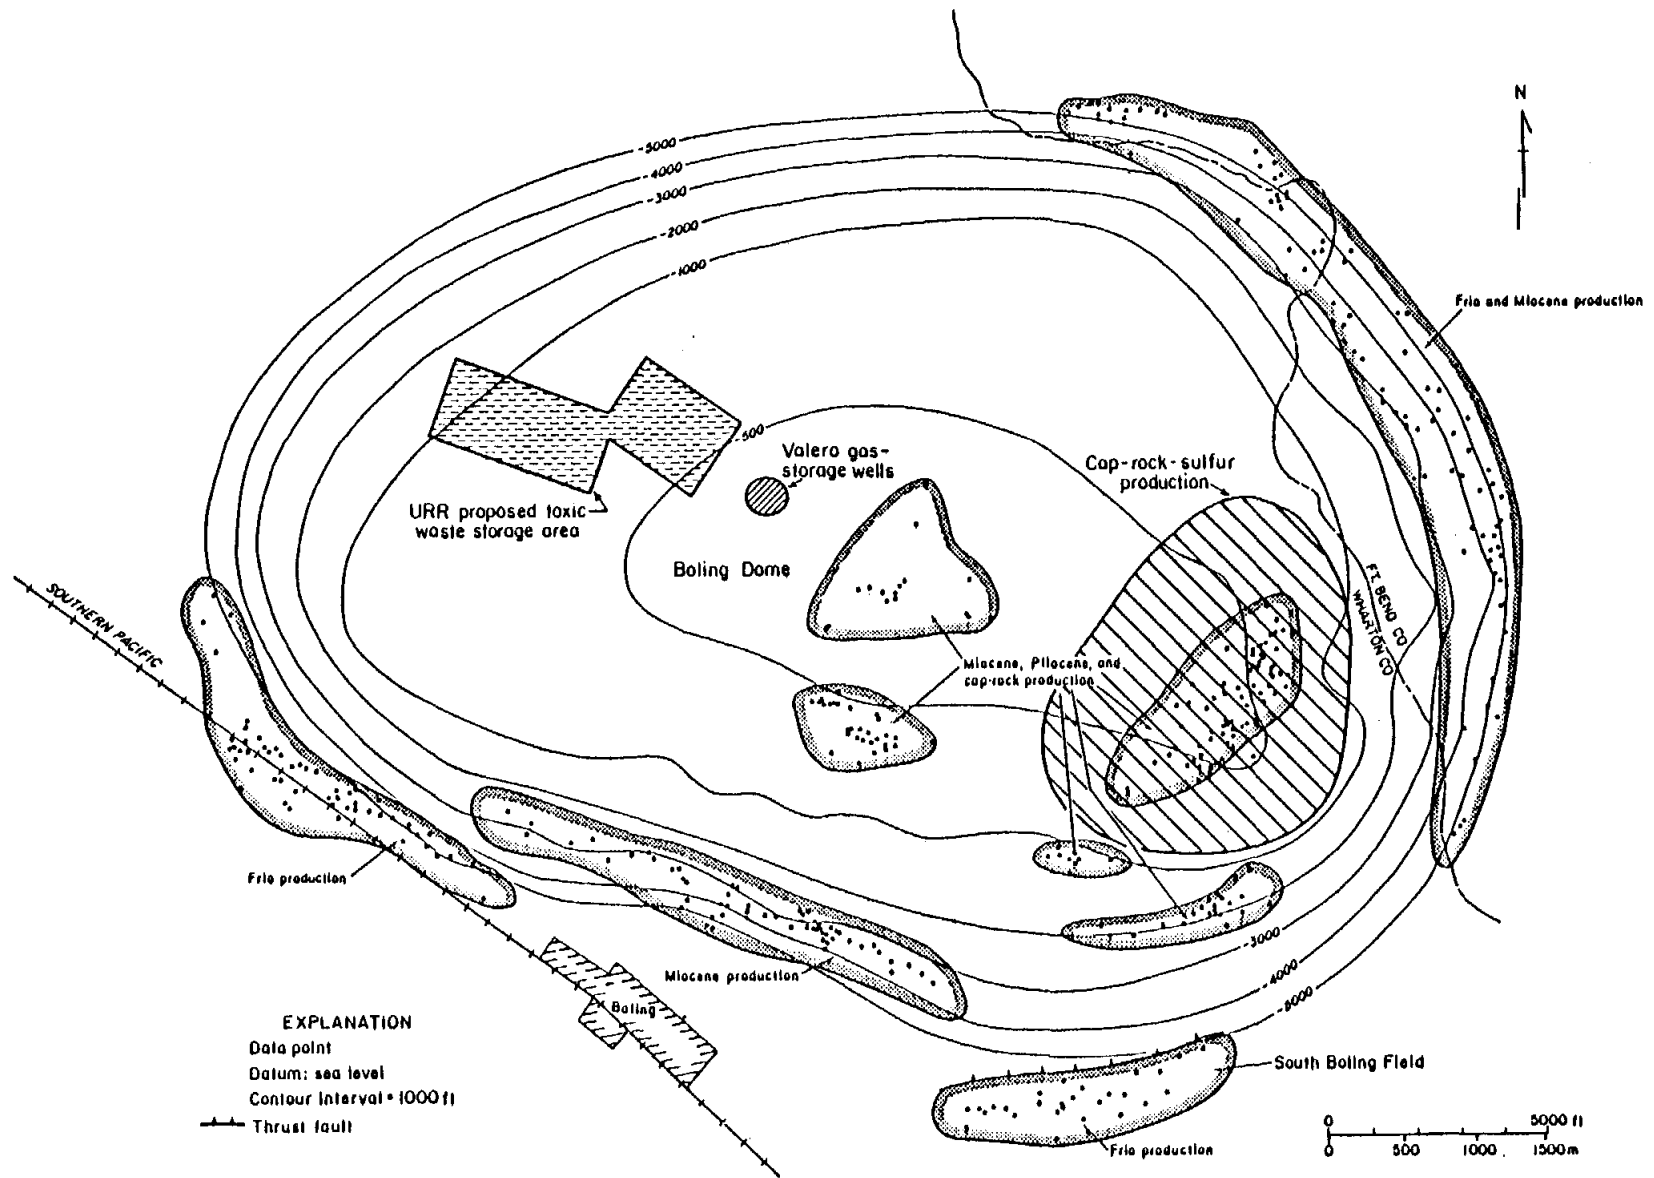 N
-5000
-4000
-3000
-2000
-1000
Frio and Miocene production
-500
Valero gas-
storage wells
Cap-rock-sulfur
production
URR proposed toxic
waste storage area
Boling Dome
FT. BEND CO
WHARTON CO
SOUTHERN PACIFIC
Miocene, Pliocene, and
cap-rock production
Frio production
-3000
Miocene production
-4000
-5000
Boling
EXPLANATION
Data point
Datum: sea level
Contour Interval = 1000 ft
Thrust fault
South Boling Field
Frio production
0 5000 ft
0 500 1000 1500m